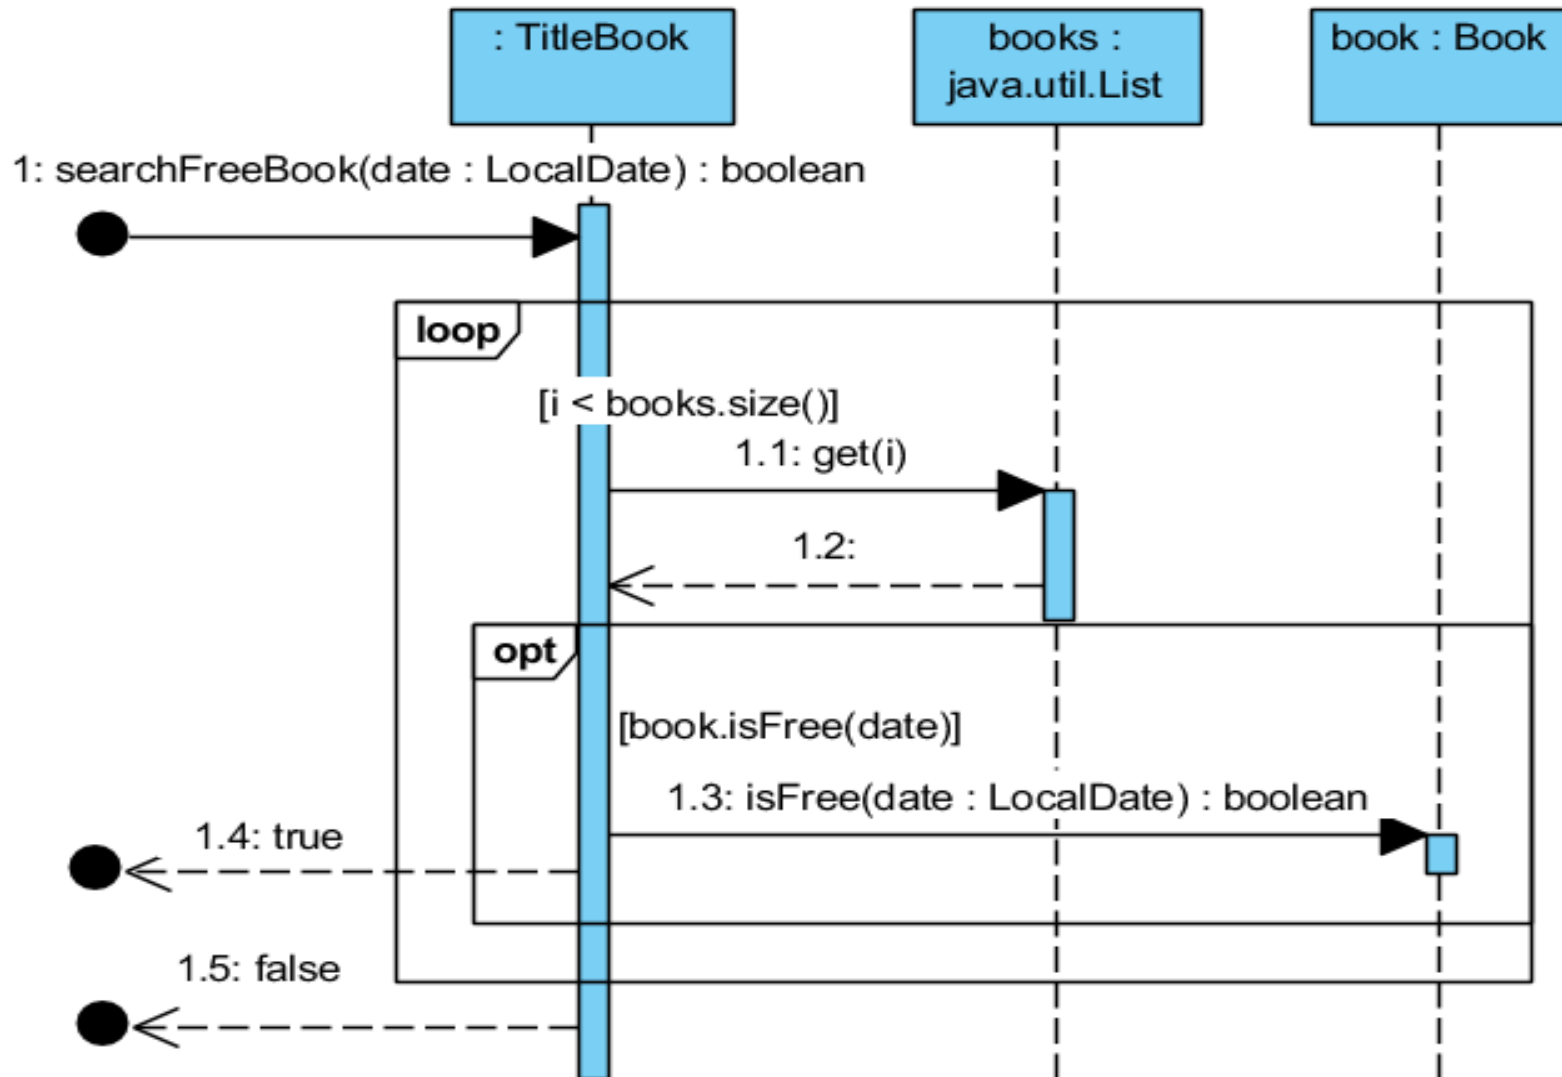 : TitleBook
books :
java.util.List
book : Book
1: searchFreeBook(date : LocalDate) : boolean
loop
[i < books.size()]
1.1: get(i)
1.2:
opt
[book.isFree(date)]
1.3: isFree(date : LocalDate) : boolean
1.4: true
1.5: false